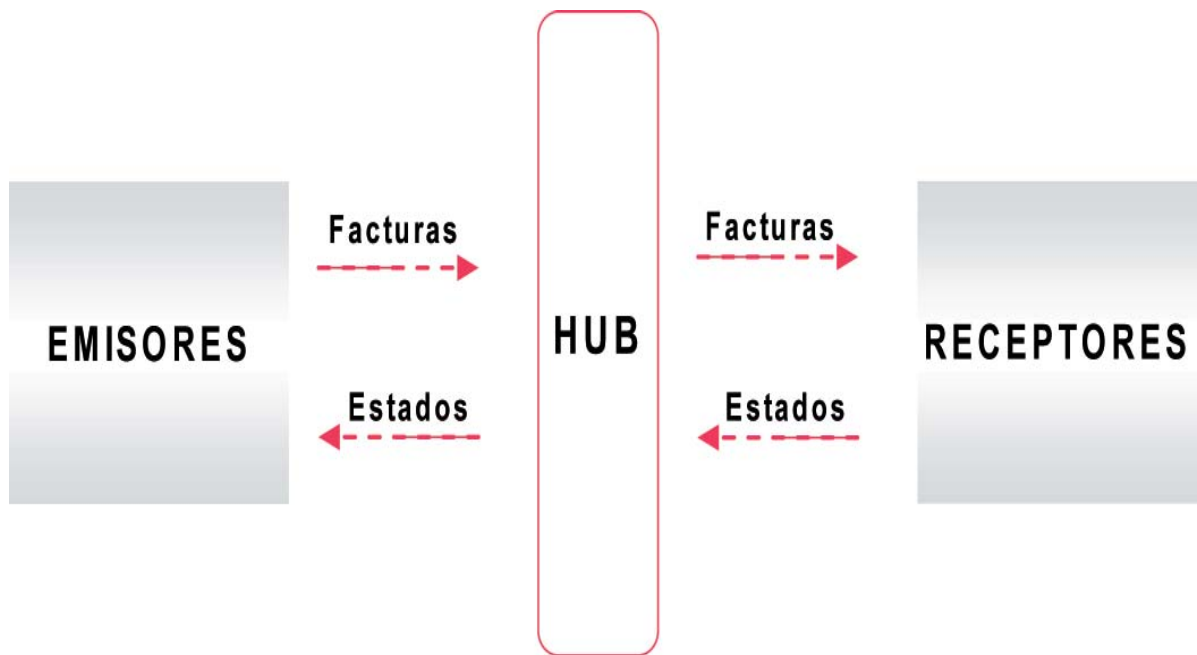 Facturas
Facturas
EMISORES
HUB
RECEPTORES
Estados
Estados